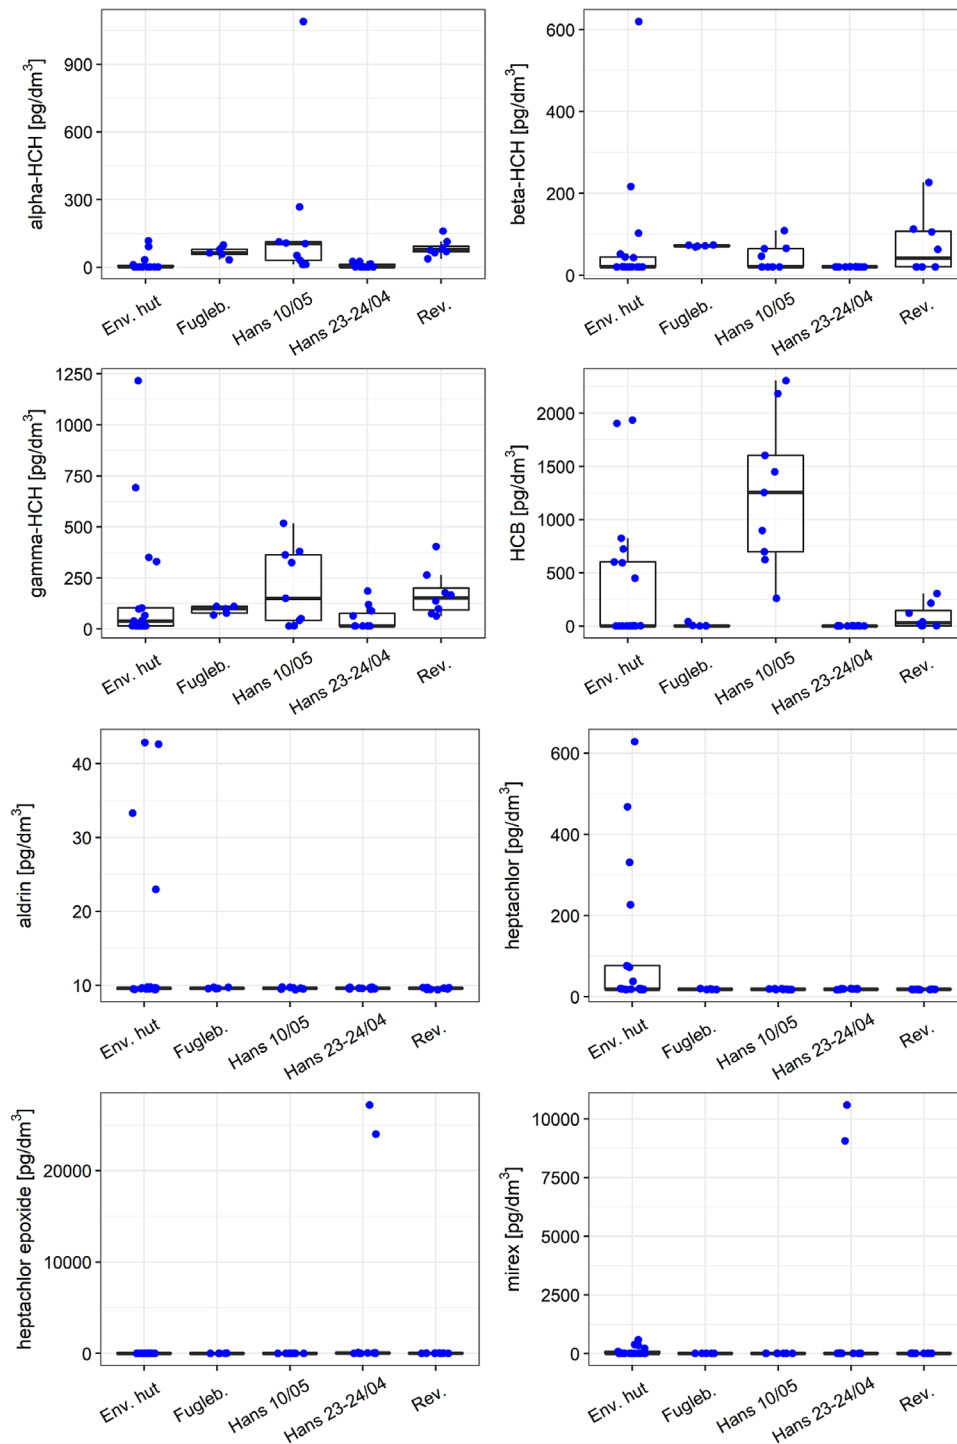 alpha-HCH [pg/dm³]
900
600
300
0
Env. hut
Fugleb.
Hans 10/05
Hans 23-24/04
Rev.
beta-HCH [pg/dm³]
600
400
200
0
Env. hut
Fugleb.
Hans 10/05
Hans 23-24/04
Rev.
gamma-HCH [pg/dm³]
1250
1000
750
500
250
0
Env. hut
Fugleb.
Hans 10/05
Hans 23-24/04
Rev.
HCB [pg/dm³]
2000
1500
1000
500
0
Env. hut
Fugleb.
Hans 10/05
Hans 23-24/04
Rev.
aldrin [pg/dm³]
40
30
20
10
Env. hut
Fugleb.
Hans 10/05
Hans 23-24/04
Rev.
heptachlor [pg/dm³]
600
400
200
0
Env. hut
Fugleb.
Hans 10/05
Hans 23-24/04
Rev.
heptachlor epoxide [pg/dm³]
20000
10000
0
Env. hut
Fugleb.
Hans 10/05
Hans 23-24/04
Rev.
mirex [pg/dm³]
10000
7500
5000
2500
0
Env. hut
Fugleb.
Hans 10/05
Hans 23-24/04
Rev.